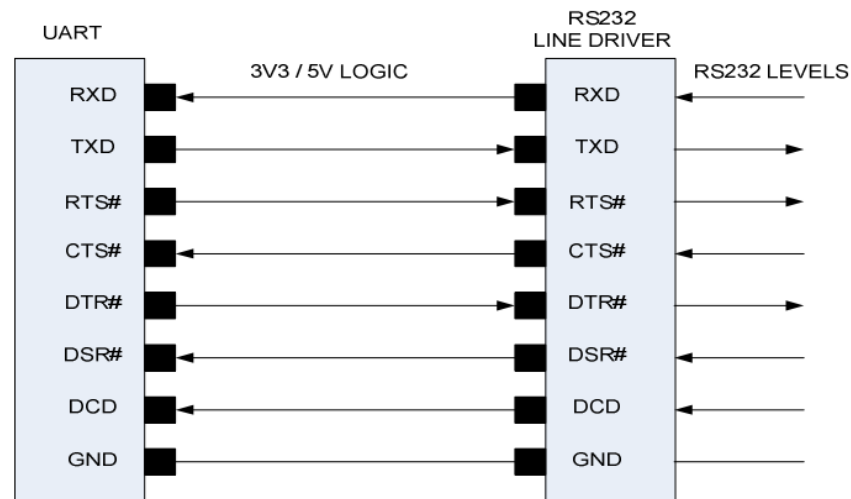 UART
RS232
LINE DRIVER
3V3 / 5V LOGIC
RS232 LEVELS
RXD
RXD
TXD
TXD
RTS#
RTS#
CTS#
CTS#
DTR#
DTR#
DSR#
DSR#
DCD
DCD
GND
GND